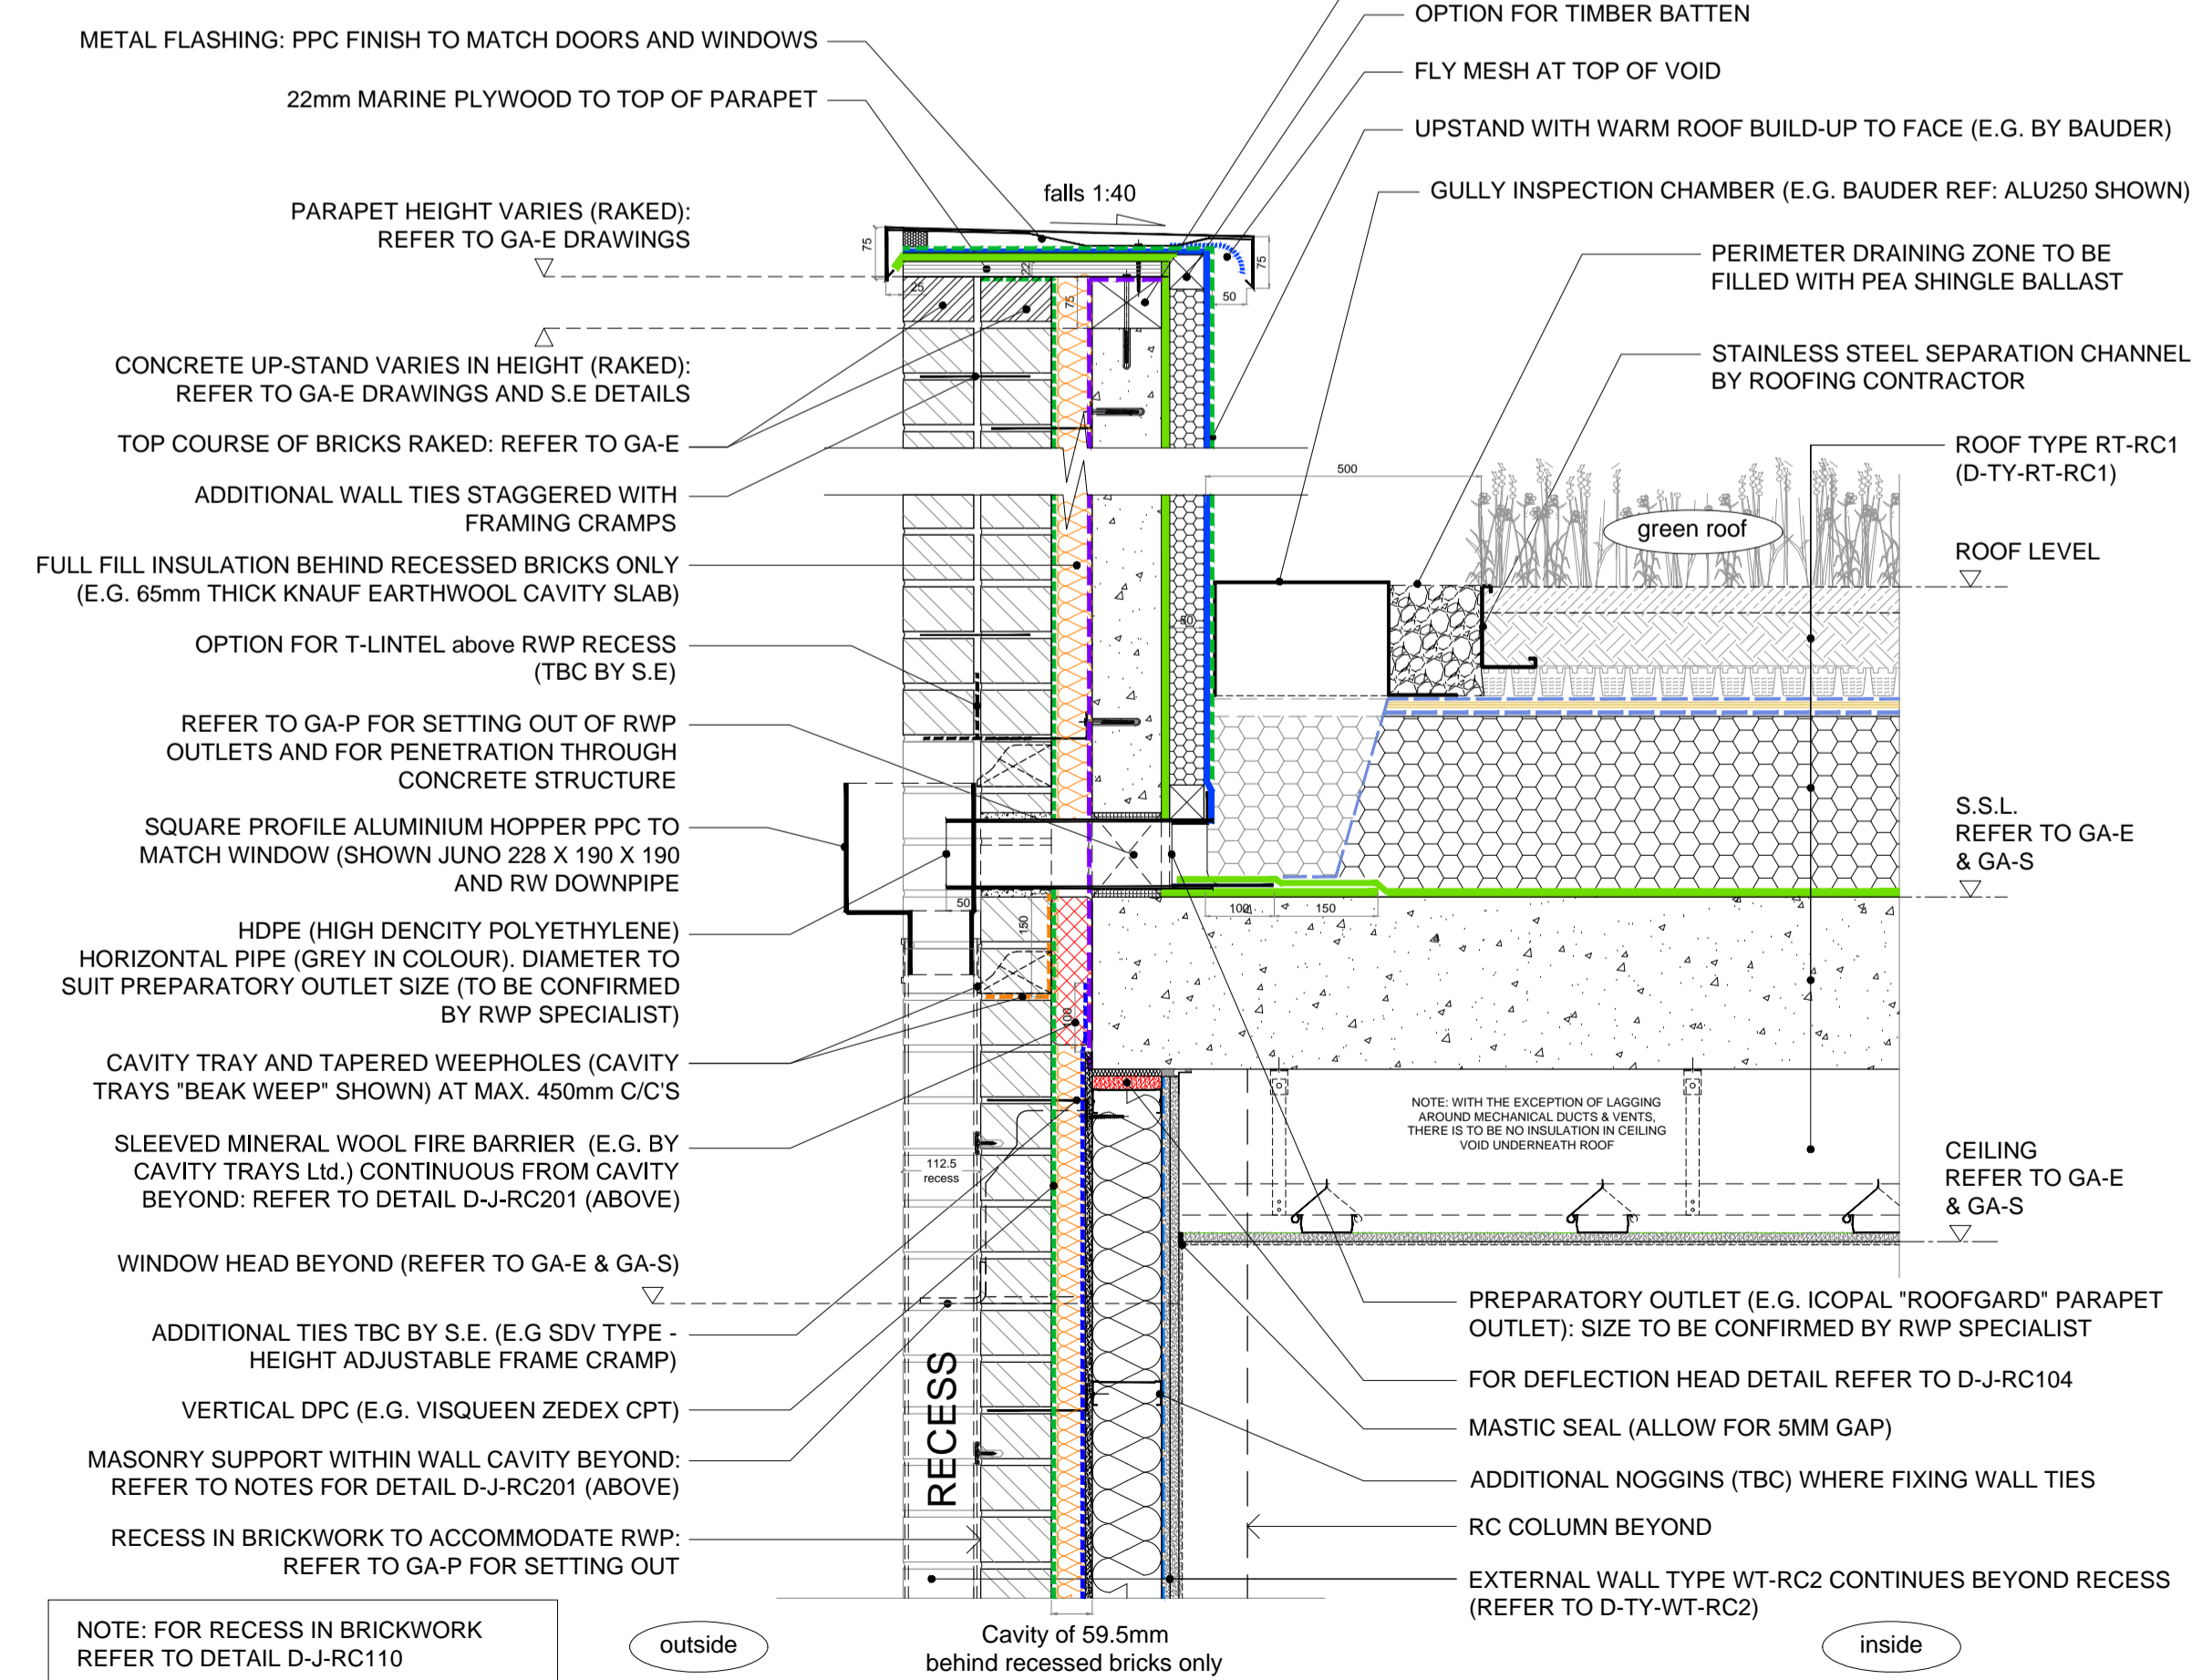 METAL FLASHING: PPC FINISH TO MATCH DOORS AND WINDOWS
22mm MARINE PLYWOOD TO TOP OF PARAPET
PARAPET HEIGHT VARIES (RAKED):
REFER TO GA-E DRAWINGS
CONCRETE UP-STAND VARIES IN HEIGHT (RAKED):
REFER TO GA-E DRAWINGS AND S.E DETAILS
TOP COURSE OF BRICKS RAKED: REFER TO GA-E
ADDITIONAL WALL TIES STAGGERED WITH
FRAMING CRAMPS
FULL FILL INSULATION BEHIND RECESSED BRICKS ONLY
(E.G. 65mm THICK KNAUF EARTHWOOL CAVITY SLAB)
OPTION FOR T-LINTEL above RWP RECESS
(TBC BY S.E)
REFER TO GA-P FOR SETTING OUT OF RWP
OUTLETS AND FOR PENETRATION THROUGH
CONCRETE STRUCTURE
SQUARE PROFILE ALUMINIUM HOPPER PPC TO
MATCH WINDOW (SHOWN JUNO 228 X 190 X 190
AND RW DOWNPIPE
HDPE (HIGH DENCITY POLYETHYLENE)
HORIZONTAL PIPE (GREY IN COLOUR). DIAMETER TO
SUIT PREPARATORY OUTLET SIZE (TO BE CONFIRMED
BY RWP SPECIALIST)
CAVITY TRAY AND TAPERED WEEPHOLES (CAVITY
TRAYS "BEAK WEEP" SHOWN) AT MAX. 450mm C/C'S
SLEEVED MINERAL WOOL FIRE BARRIER (E.G. BY
CAVITY TRAYS Ltd.) CONTINUOUS FROM CAVITY
BEYOND: REFER TO DETAIL D-J-RC201 (ABOVE)
WINDOW HEAD BEYOND (REFER TO GA-E & GA-S)
ADDITIONAL TIES TBC BY S.E. (E.G SDV TYPE -
HEIGHT ADJUSTABLE FRAME CRAMP)
VERTICAL DPC (E.G. VISQUEEN ZEDEX CPT)
MASONRY SUPPORT WITHIN WALL CAVITY BEYOND:
REFER TO NOTES FOR DETAIL D-J-RC201 (ABOVE)
RECESS IN BRICKWORK TO ACCOMMODATE RWP:
REFER TO GA-P FOR SETTING OUT
NOTE: FOR RECESS IN BRICKWORK
REFER TO DETAIL D-J-RC110
outside
falls 1:40
75
25
22
75
75
50
500
50
50
150
100
100
150
112.5
recess
RECESS
Cavity of 59.5mm
behind recessed bricks only
OPTION FOR TIMBER BATTEN
FLY MESH AT TOP OF VOID
UPSTAND WITH WARM ROOF BUILD-UP TO FACE (E.G. BY BAUDER)
GULLY INSPECTION CHAMBER (E.G. BAUDER REF: ALU250 SHOWN)
PERIMETER DRAINING ZONE TO BE
FILLED WITH PEA SHINGLE BALLAST
STAINLESS STEEL SEPARATION CHANNEL
BY ROOFING CONTRACTOR
ROOF TYPE RT-RC1
(D-TY-RT-RC1)
green roof
ROOF LEVEL
S.S.L.
REFER TO GA-E
& GA-S
NOTE: WITH THE EXCEPTION OF LAGGING
AROUND MECHANICAL DUCTS & VENTS,
THERE IS TO BE NO INSULATION IN CEILING
VOID UNDERNEATH ROOF
CEILING
REFER TO GA-E
& GA-S
PREPARATORY OUTLET (E.G. ICOPAL "ROOFGARD" PARAPET
OUTLET): SIZE TO BE CONFIRMED BY RWP SPECIALIST
FOR DEFLECTION HEAD DETAIL REFER TO D-J-RC104
MASTIC SEAL (ALLOW FOR 5MM GAP)
ADDITIONAL NOGGINS (TBC) WHERE FIXING WALL TIES
RC COLUMN BEYOND
EXTERNAL WALL TYPE WT-RC2 CONTINUES BEYOND RECESS
(REFER TO D-TY-WT-RC2)
inside